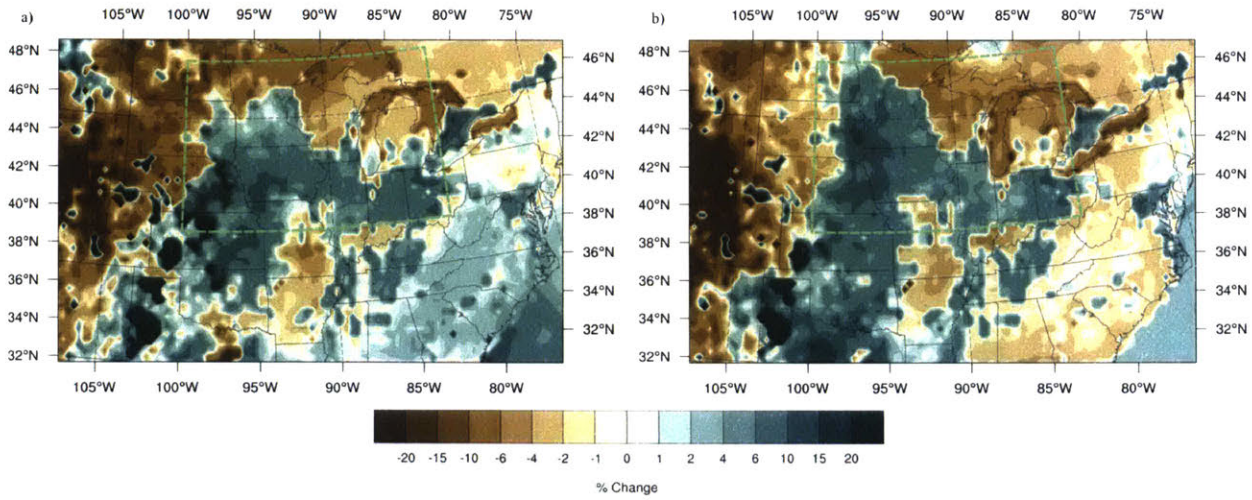 a) 105°W 100°W 95°W 90°W 85°W 80°W 75°W b) 105°W 100°W 95°W 90°W 85°W 80°W 75°W
48°N 46°N 48°N 46°N
46°N 44°N 46°N 44°N
44°N 42°N 44°N 42°N
42°N 40°N 42°N 40°N
40°N 38°N 40°N 38°N
38°N 36°N 38°N 36°N
36°N 34°N 36°N 34°N
34°N 32°N 34°N 32°N
32°N 32°N
105°W 100°W 95°W 90°W 85°W 80°W 105°W 100°W 95°W 90°W 85°W 80°W
-20 -15 -10 -6 -4 -2 -1 0 1 2 4 6 10 15 20
% Change